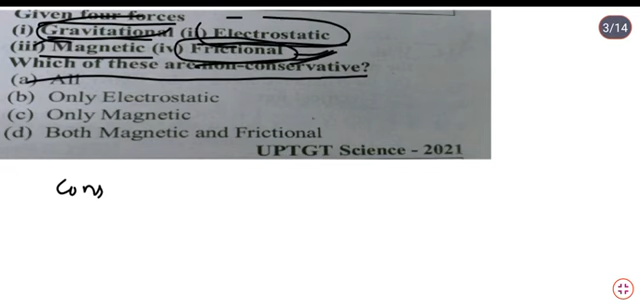 Given four forces
(i) Gravitational (ii) Electrostatic
(iii) Magnetic (iv) Frictional
Which of these are non-conservative?
(a) All
(b) Only Electrostatic
(c) Only Magnetic
(d) Both Magnetic and Frictional
UPTGT Science - 2021
3/14
Cons